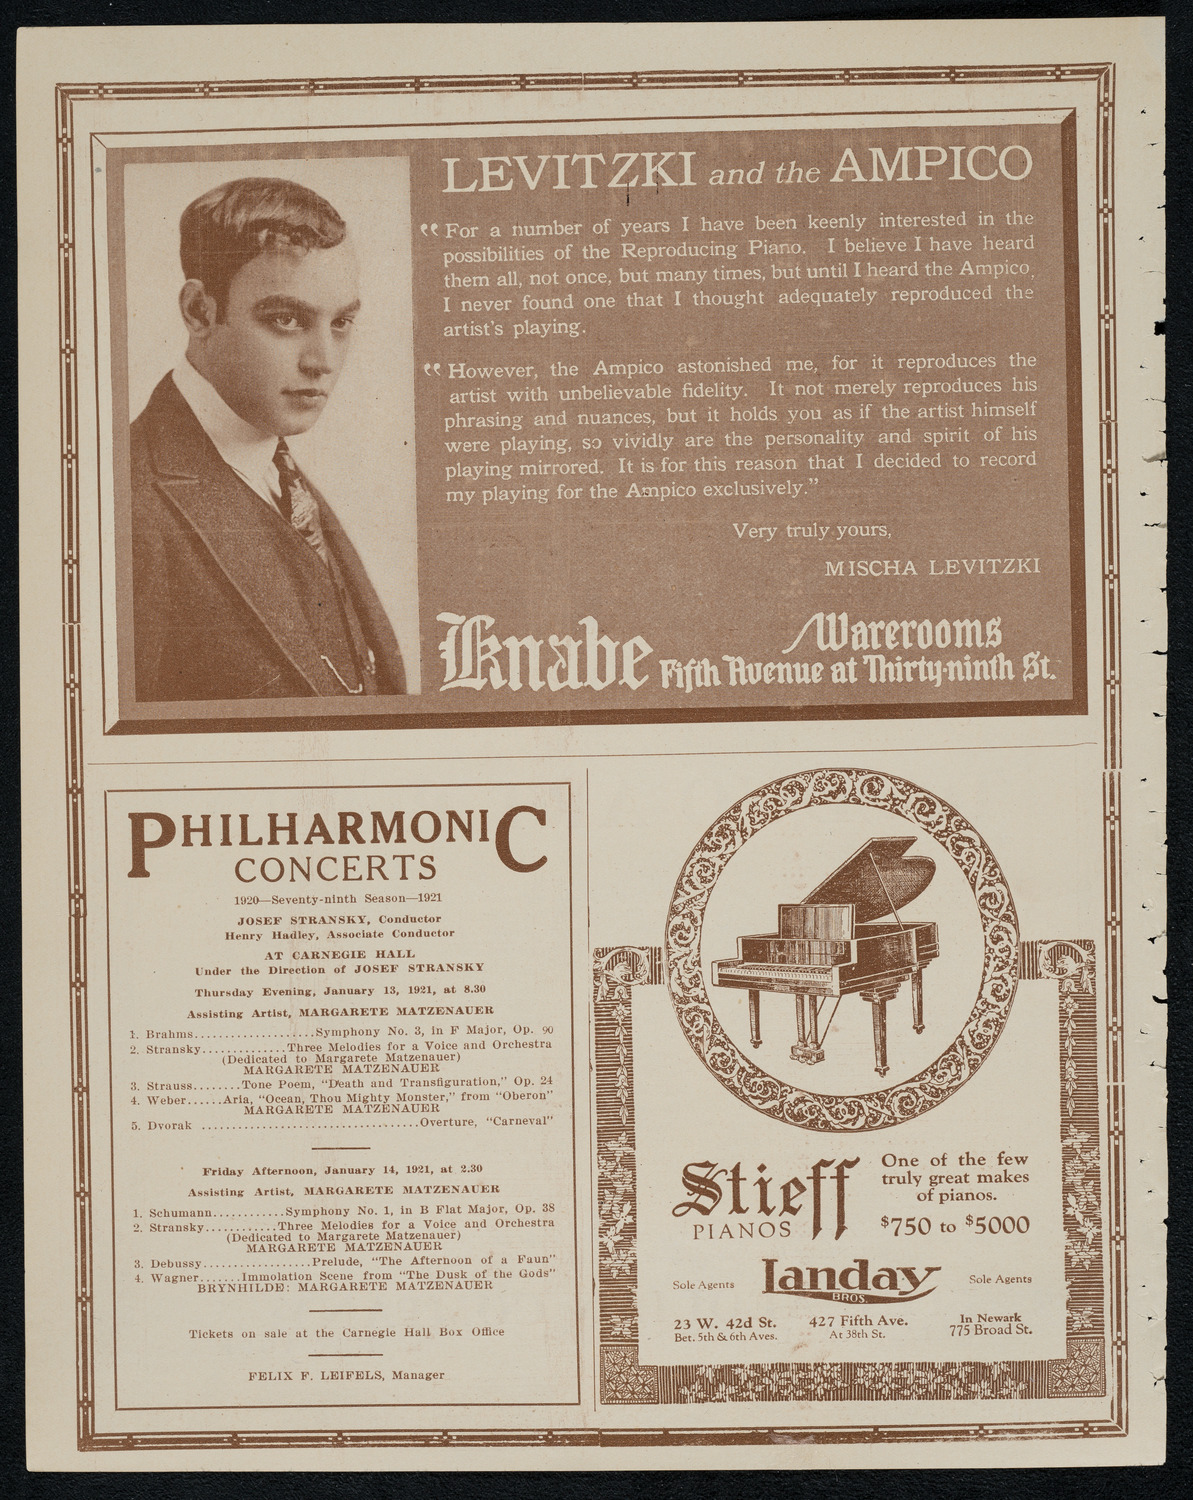 LEVITZKI and the AMPICO
“ For a number of years I have been keenly interested in the
possibilities of the Reproducing Piano. I believe I have heard
them all, not once, but many times, but until I heard the Ampico,
I never found one that I thought adequately reproduced the
artist's playing.
“ However, the Ampico astonished me, for it reproduces the
artist with unbelievable fidelity. It not merely reproduces his
phrasing and nuances, but it holds you as if the artist himself
were playing, so vividly are the personality and spirit of his
playing mirrored. It is for this reason that I decided to record
my playing for the Ampico exclusively.”
Very truly yours,
MISCHA LEVITZKI
Knabe Warerooms
Fifth Avenue at Thirty-ninth St.
PHILHARMONIC
CONCERTS
1920—Seventy-ninth Season—1921
JOSEF STRANSKY, Conductor
Henry Hadley, Associate Conductor
AT CARNEGIE HALL
Under the Direction of JOSEF STRANSKY
Thursday Evening, January 13, 1921, at 8.30
Assisting Artist, MARGARETE MATZENAUER
1. Brahms....................Symphony No. 3, in F Major, Op. 90
2. Stransky..............Three Melodies for a Voice and Orchestra
(Dedicated to Margarete Matzenauer)
MARGARETE MATZENAUER
3. Strauss........Tone Poem, "Death and Transfiguration," Op. 24
4. Weber......Aria, "Ocean, Thou Mighty Monster," from "Oberon"
MARGARETE MATZENAUER
5. Dvorak ....................................Overture, "Carneval"
Friday Afternoon, January 14, 1921, at 2.30
Assisting Artist, MARGARETE MATZENAUER
1. Schumann............Symphony No. 1, in B Flat Major, Op. 38
2. Stransky............Three Melodies for a Voice and Orchestra
(Dedicated to Margarete Matzenauer)
MARGARETE MATZENAUER
3. Debussy..................Prelude, "The Afternoon of a Faun"
4. Wagner.......Immolation Scene from "The Dusk of the Gods"
BRYNHILDE: MARGARETE MATZENAUER
Tickets on sale at the Carnegie Hall Box Office
FELIX F. LEIFELS, Manager
Stieff
PIANOS
One of the few
truly great makes
of pianos.
$750 to $5000
Sole Agents Landay BROS. Sole Agents
23 W. 42d St.
Bet. 5th & 6th Aves.
427 Fifth Ave.
At 38th St.
In Newark
775 Broad St.